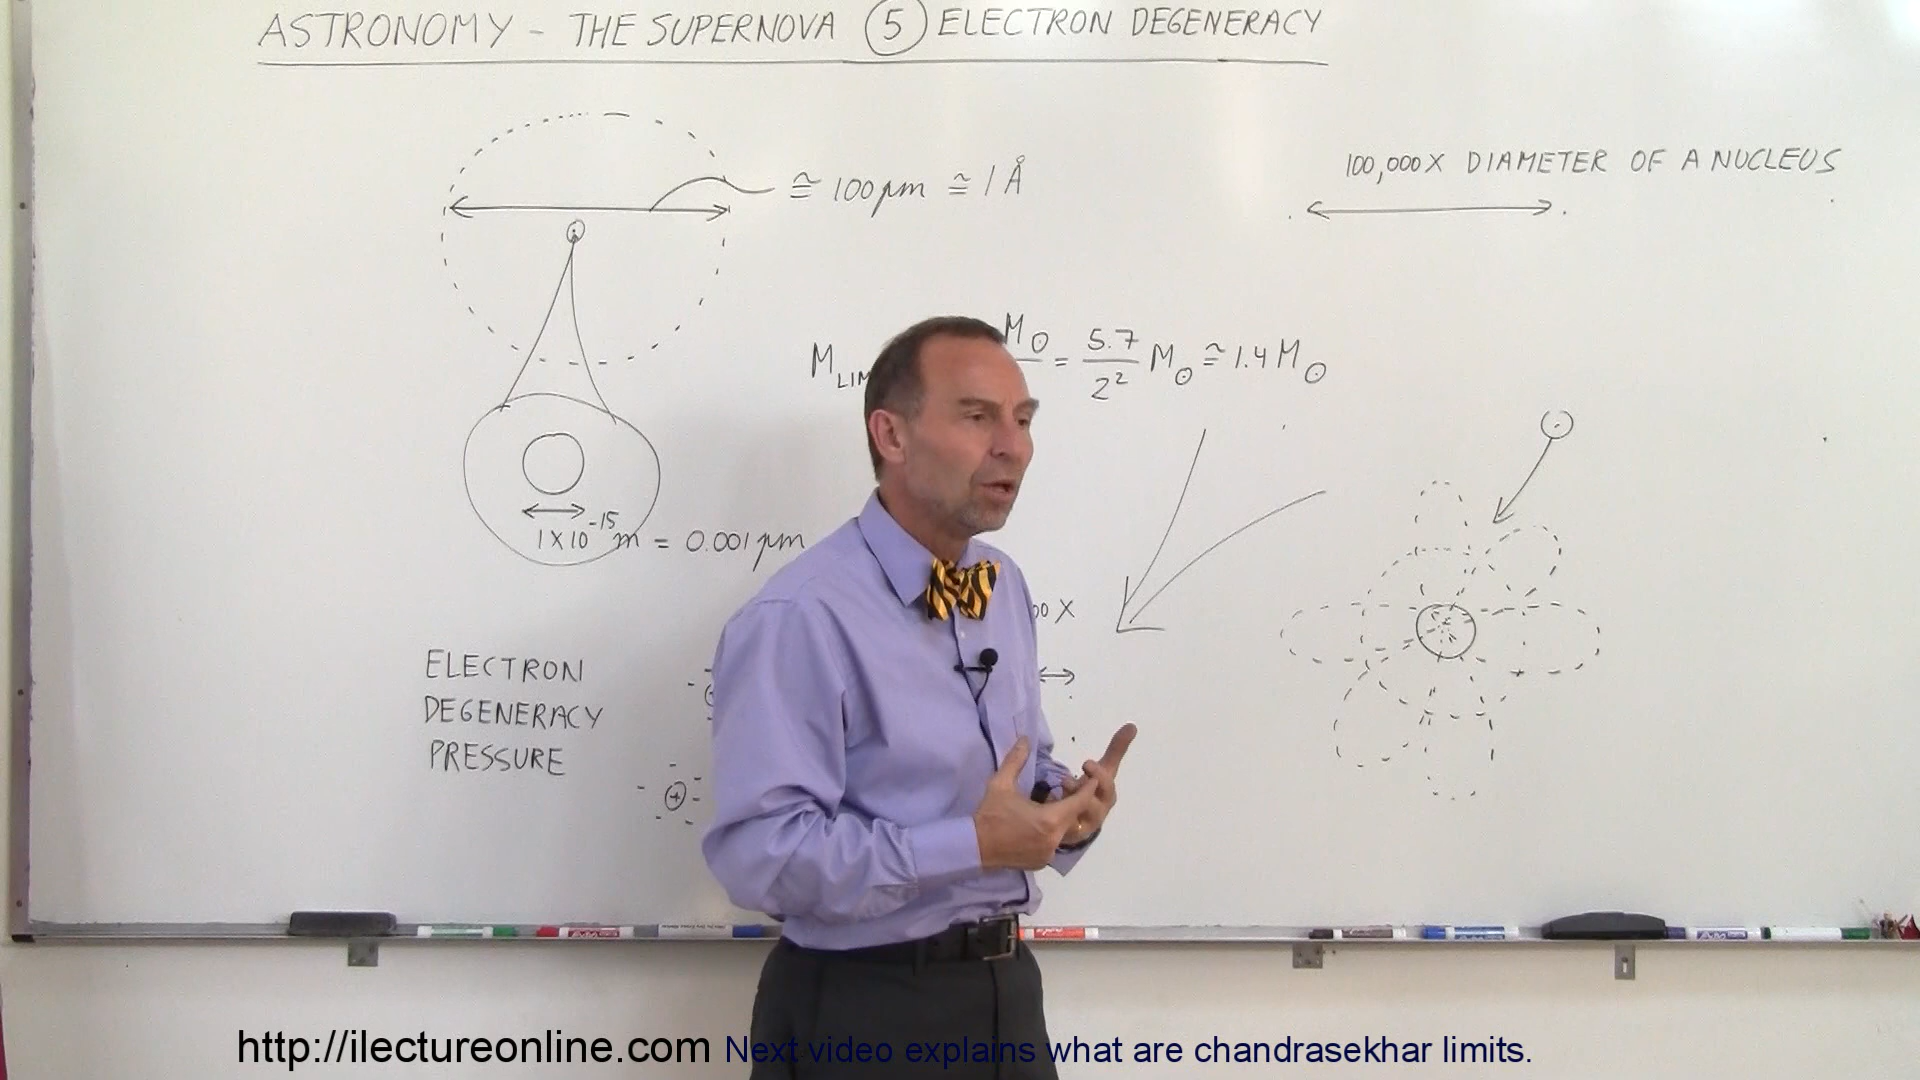 ASTRONOMY - THE SUPERNOVA ⑤ ELECTRON DEGENERACY
≅ 100 pm ≅ 1 Å
100,000 X DIAMETER OF A NUCLEUS
M LIM M☉ = 5.7/2² M☉ ≅ 1.4 M☉
1 X 10⁻¹⁵ m = 0.001 pm
00 X
ELECTRON
DEGENERACY
PRESSURE
+
http://ilectureonline.com Next video explains what are chandrasekhar limits.